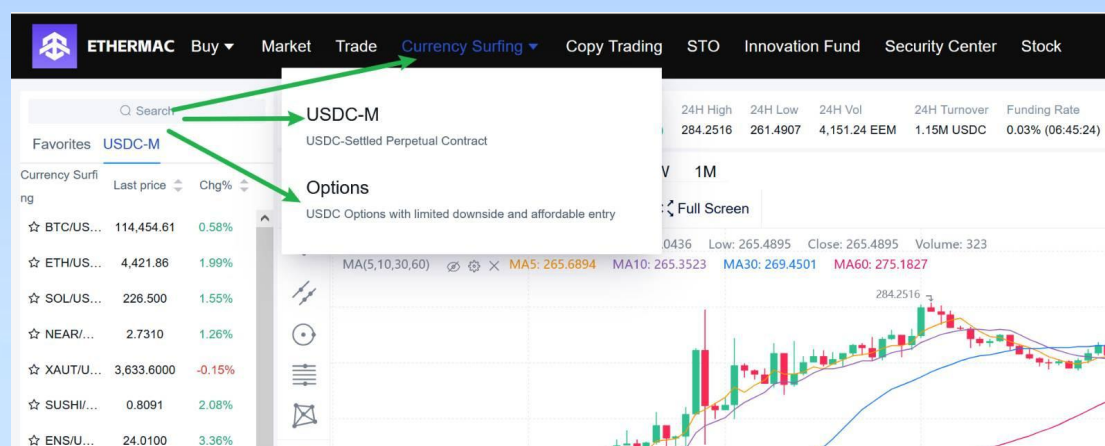 ETHERMAC Buy Market Trade Currency Surfing Copy Trading STO Innovation Fund Security Center Stock
Search
Favorites USDC-M
Currency Surfi
ng
Last price Chg%
BTC/US... 114,454.61 0.58%
ETH/US... 4,421.86 1.99%
SOL/US... 226.500 1.55%
NEAR/... 2.7310 1.26%
XAUT/U... 3,633.6000 -0.15%
SUSHI/... 0.8091 2.08%
ENS/U... 24.0100 3.36%
USDC-M
USDC-Settled Perpetual Contract
Options
USDC Options with limited downside and affordable entry
24H High 24H Low 24H Vol 24H Turnover Funding Rate
284.2516 261.4907 4,151.24 EEM 1.15M USDC 0.03% (06:45:24)
1M
Full Screen
.0436 Low: 265.4895 Close: 265.4895 Volume: 323
MA(5,10,30,60) MA5: 265.6894 MA10: 265.3523 MA30: 269.4501 MA60: 275.1827
284.2516